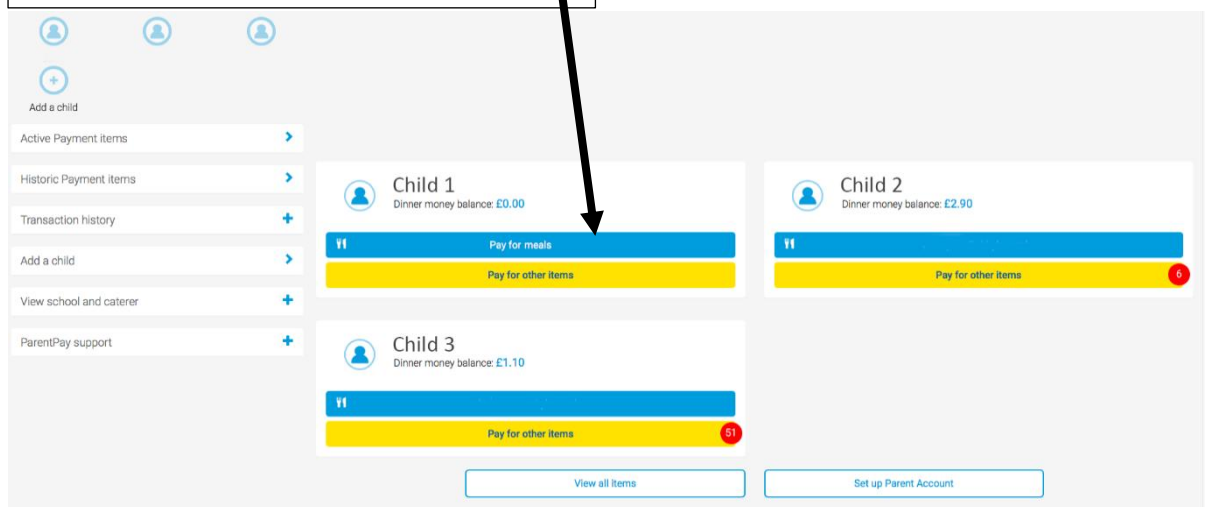 Add a child
Active Payment items
Historic Payment items
Transaction history
Add a child
View school and caterer
ParentPay support
Child 1
Dinner money balance: £0.00
Pay for meals
Pay for other items
Child 2
Dinner money balance: £2.90
Pay for other items
6
Child 3
Dinner money balance: £1.10
Pay for other items
51
View all items
Set up Parent Account